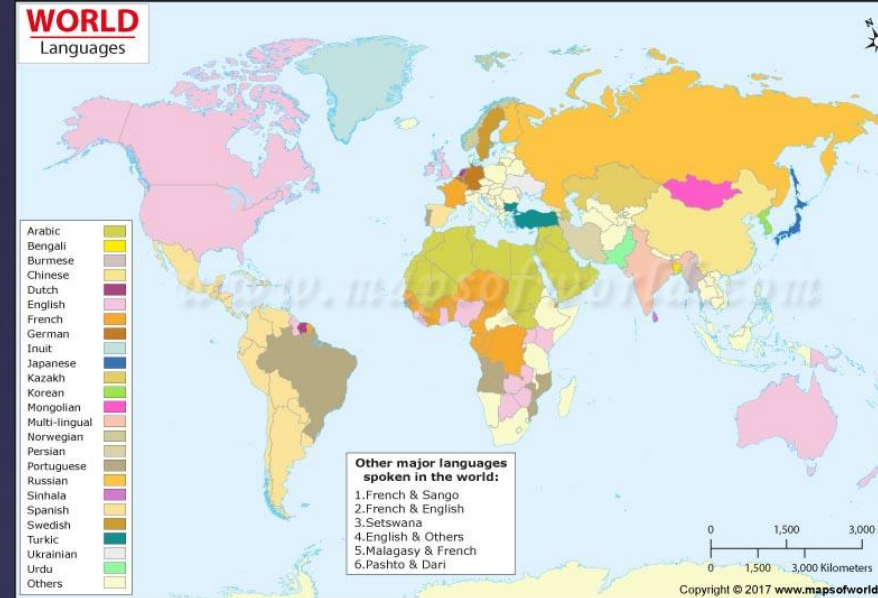 WORLD
Languages
N
Arabic
Bengali
Burmese
Chinese
Dutch
English
French
German
Inuit
Japanese
Kazakh
Korean
Mongolian
Multi-lingual
Norwegian
Persian
Portuguese
Russian
Sinhala
Spanish
Swedish
Turkic
Ukrainian
Urdu
Others
www.mapsofworld.com
Other major languages
spoken in the world:
1.French & Sango
2.French & English
3.Setswana
4.English & Others
5.Malagasy & French
6.Pashto & Dari
0 1,500 3,000
0 1,500 3,000 Kilometers
Copyright © 2017 www.mapsofworld